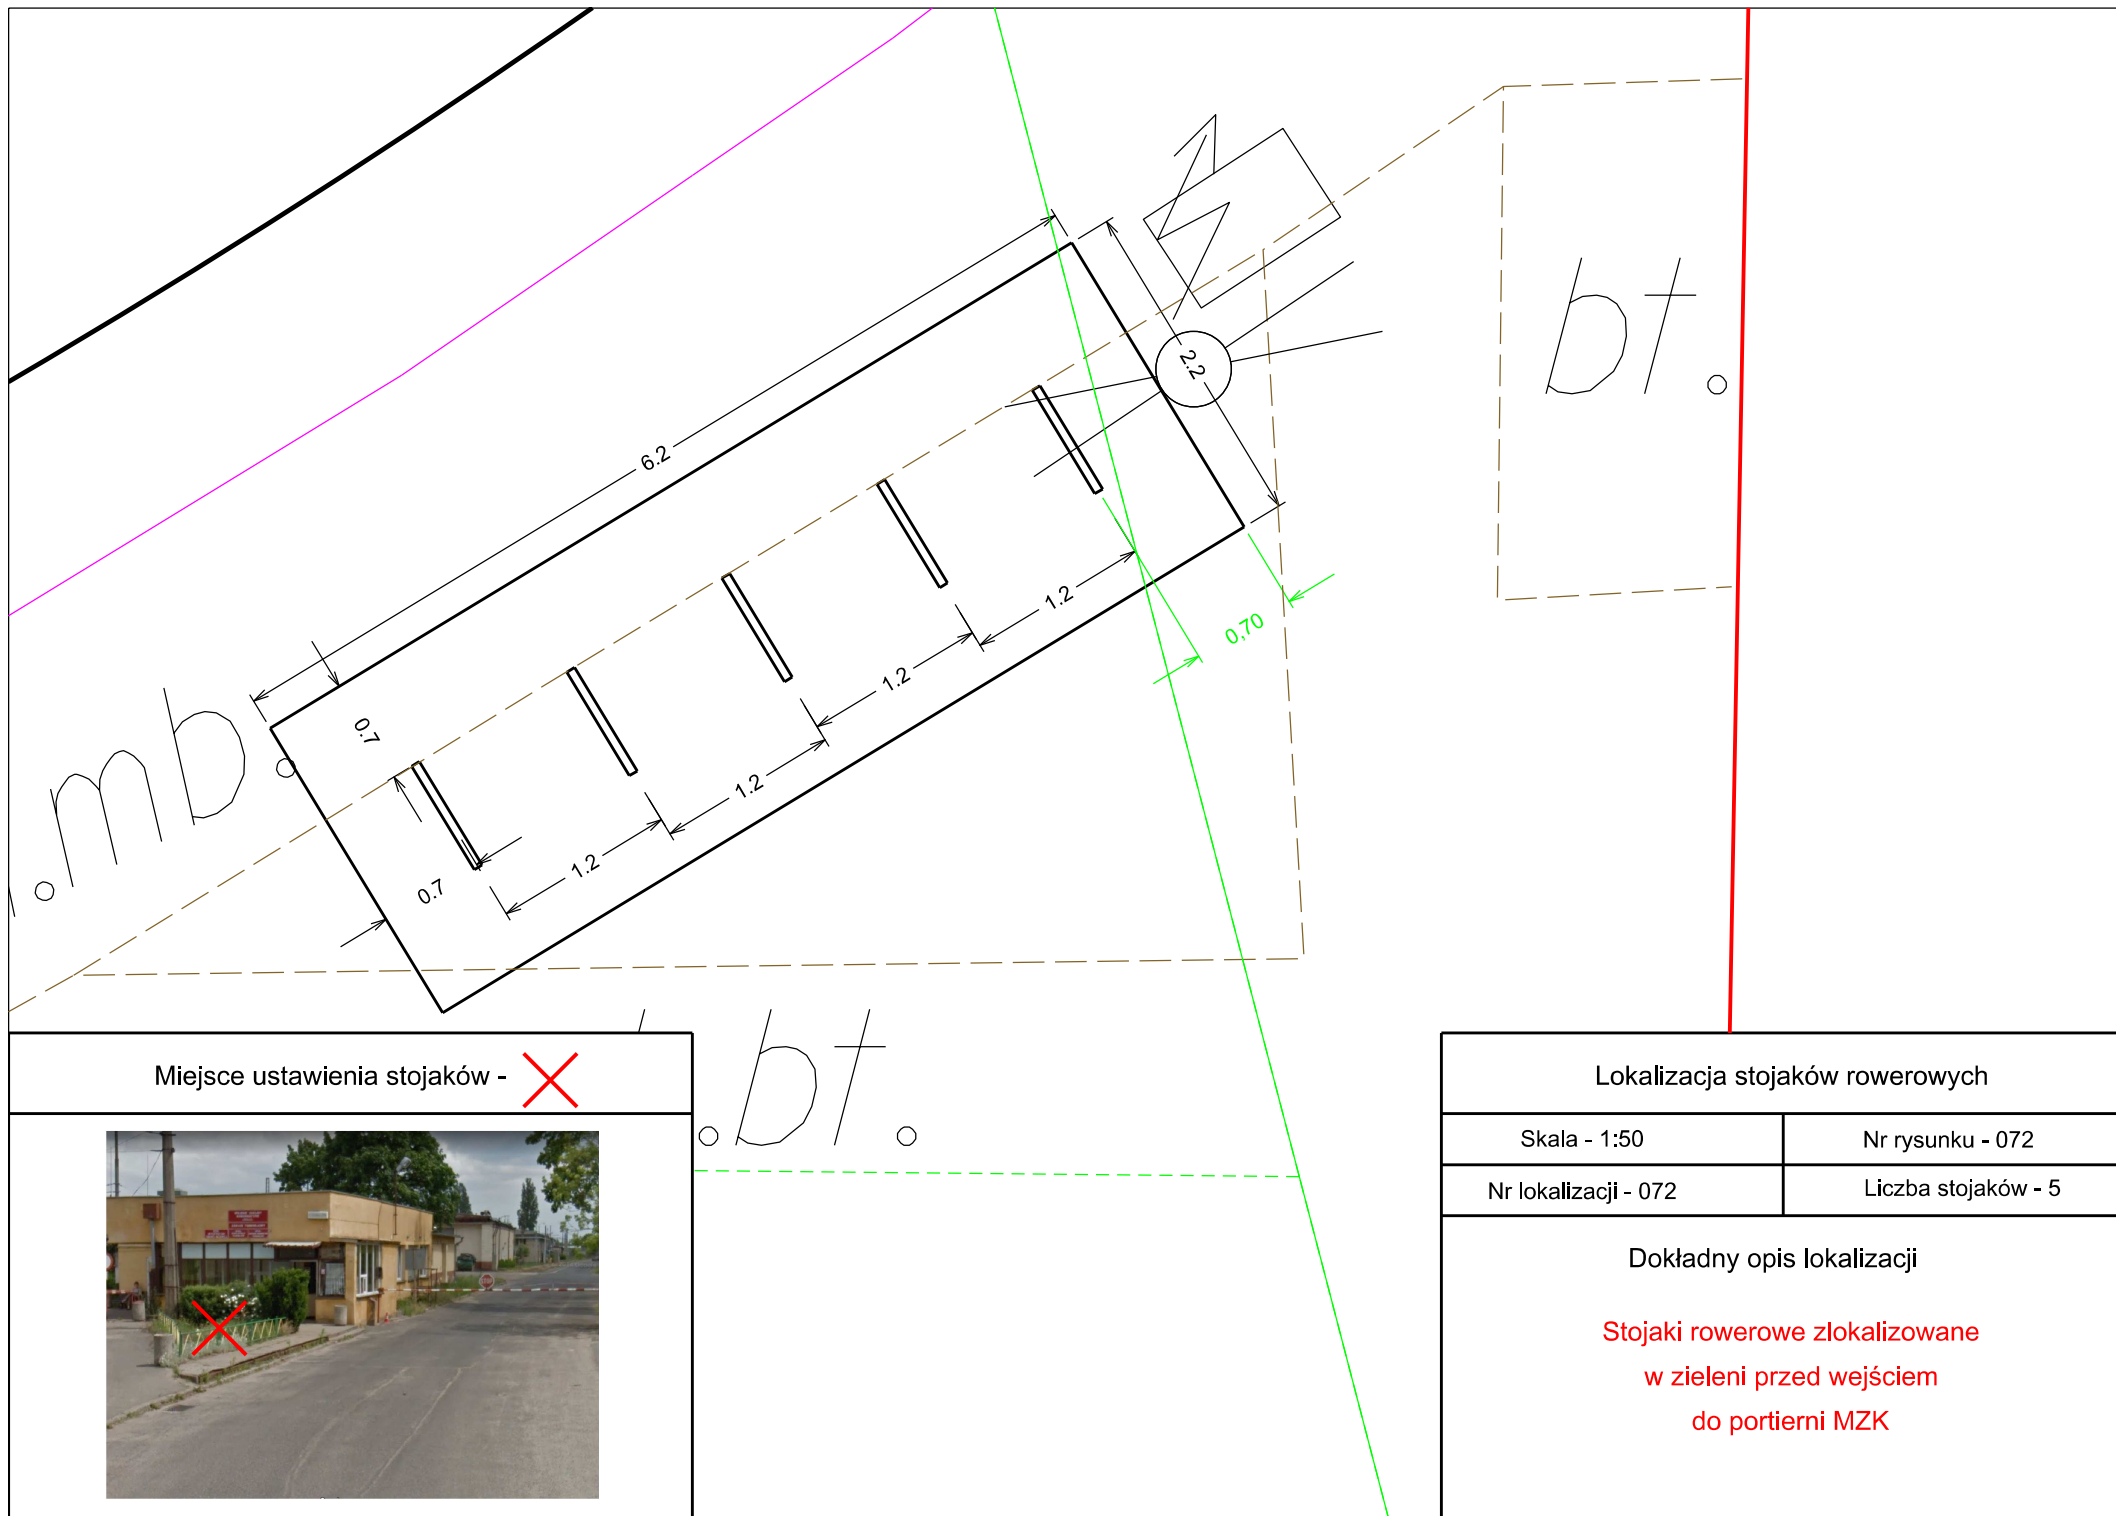 6.2
2.2
bt.
0.7
0.7
1.2
1.2
1.2
1.2
0,70
.mb.
.bt.
Miejsce ustawienia stojaków -
STOP
Lokalizacja stojaków rowerowych
Skala - 1:50
Nr rysunku - 072
Nr lokalizacji - 072
Liczba stojaków - 5
Dokładny opis lokalizacji
Stojaki rowerowe zlokalizowane
w zieleni przed wejściem
do portierni MZK